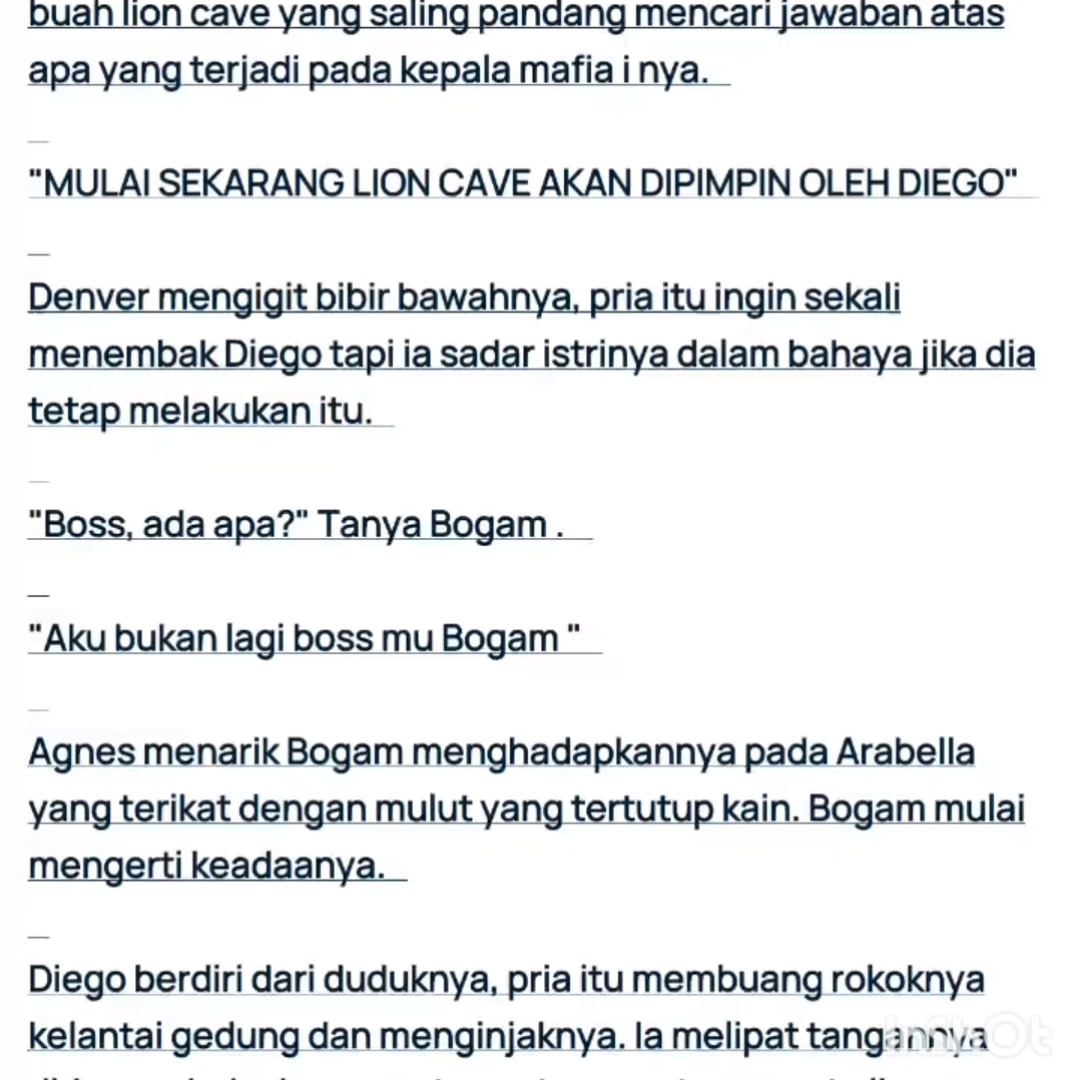 buah lion cave yang saling pandang mencari jawaban atas
apa yang terjadi pada kepala mafia i nya.
"MULAI SEKARANG LION CAVE AKAN DIPIMPIN OLEH DIEGO"
Denver mengigit bibir bawahnya, pria itu ingin sekali
menembak Diego tapi ia sadar istrinya dalam bahaya jika dia
tetap melakukan itu.
"Boss, ada apa?" Tanya Bogam .
"Aku bukan lagi boss mu Bogam "
Agnes menarik Bogam menghadapkannya pada Arabella
yang terikat dengan mulut yang tertutup kain. Bogam mulai
mengerti keadaanya.
Diego berdiri dari duduknya, pria itu membuang rokoknya
kelantai gedung dan menginjaknya. Ia melipat tangannya